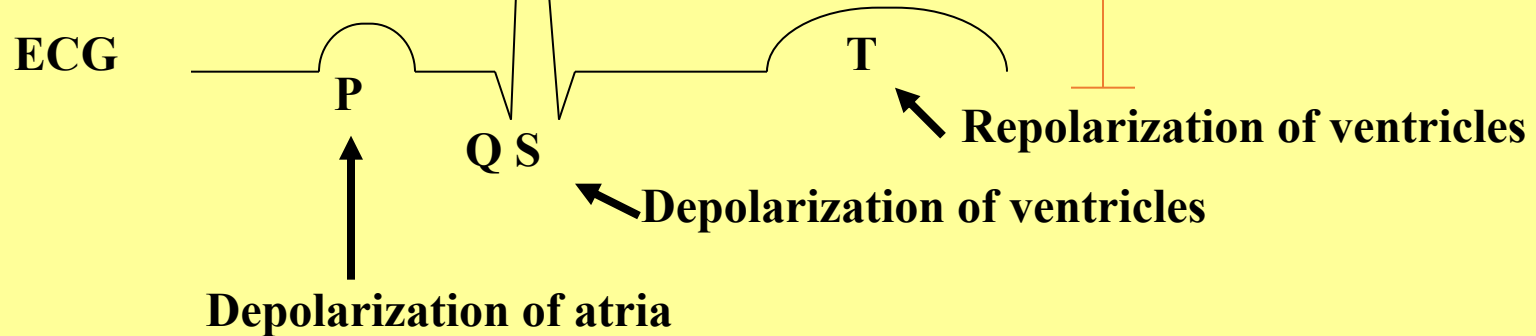 ECG
P
T
Q S
Repolarization of ventricles
Depolarization of ventricles
Depolarization of atria